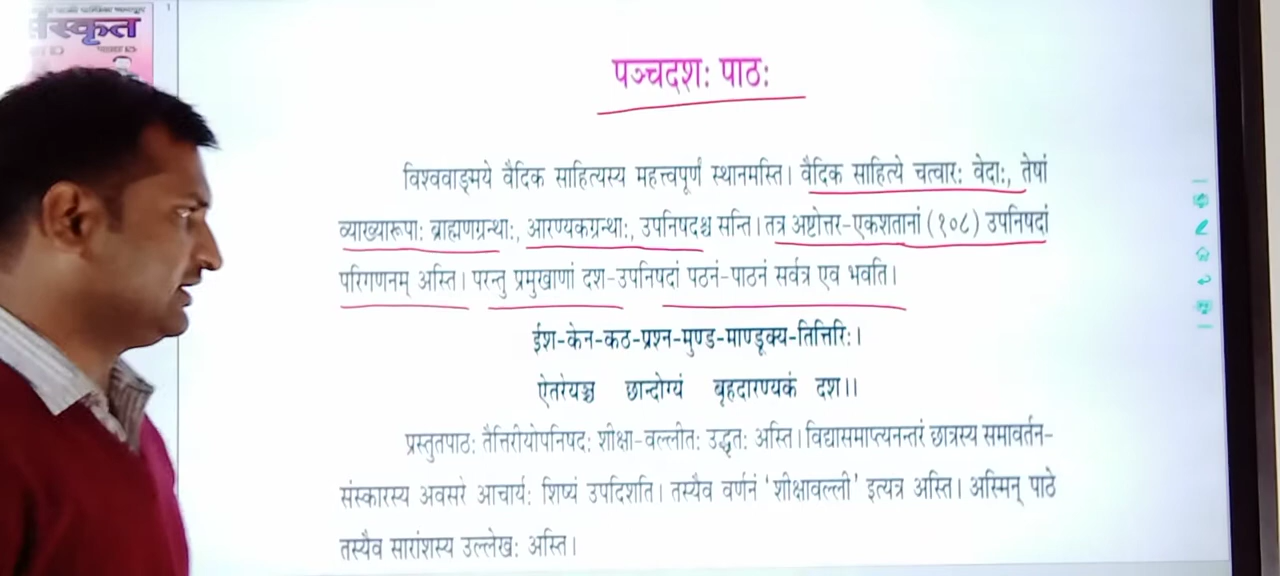 संस्कृत
1
पञ्चदशः पाठः
विश्ववाङ्मये वैदिक साहित्यस्य महत्त्वपूर्णं स्थानमस्ति। वैदिक साहित्ये चत्वारः वेदाः, तेषां
व्याख्यारूपाः ब्राह्मणग्रन्थाः, आरण्यकग्रन्थाः, उपनिषदश्च सन्ति। तत्र अष्टोत्तर-एकशतानां (१०८) उपनिषदां
परिगणनम् अस्ति। परन्तु प्रमुखाणां दश-उपनिषदां पठनं-पाठनं सर्वत्र एव भवति।
ईश-केन-कठ-प्रश्न-मुण्ड-माण्डूक्य-तित्तिरिः।
ऐतरेयञ्च छान्दोग्यं बृहदारण्यकं दश।।
प्रस्तुतपाठः तैत्तिरीयोपनिषदः शीक्षा-वल्लीतः उद्धृतः अस्ति। विद्यासमाप्त्यनन्तरं छात्रस्य समावर्तन-
संस्कारस्य अवसरे आचार्यः शिष्यं उपदिशति। तस्यैव वर्णनं 'शीक्षावल्ली' इत्यत्र अस्ति। अस्मिन् पाठे
तस्यैव सारांशस्य उल्लेखः अस्ति।